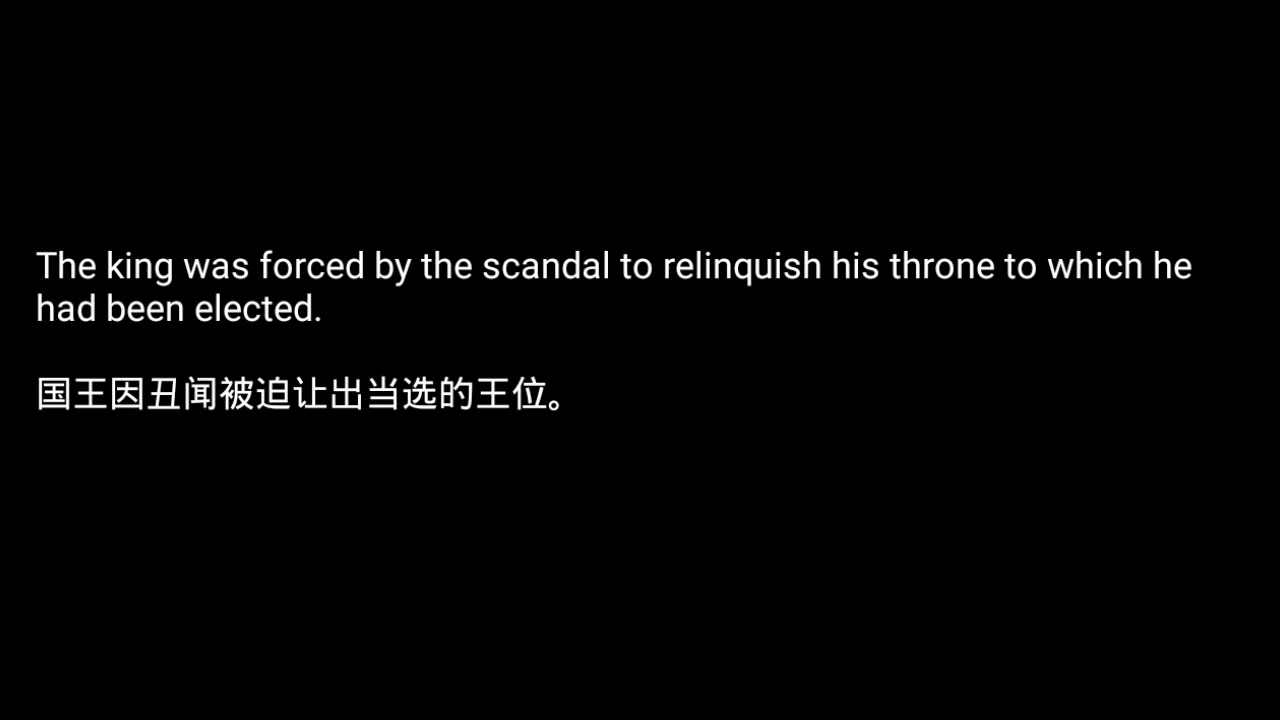 The king was forced by the scandal to relinquish his throne to which he
had been elected.
国王因丑闻被迫让出当选的王位。